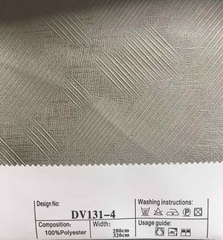 Design No:
DV131-4
Washing instructions:
Composition:
100%Polyester
Width:
280cm
320cm
Usage guide: